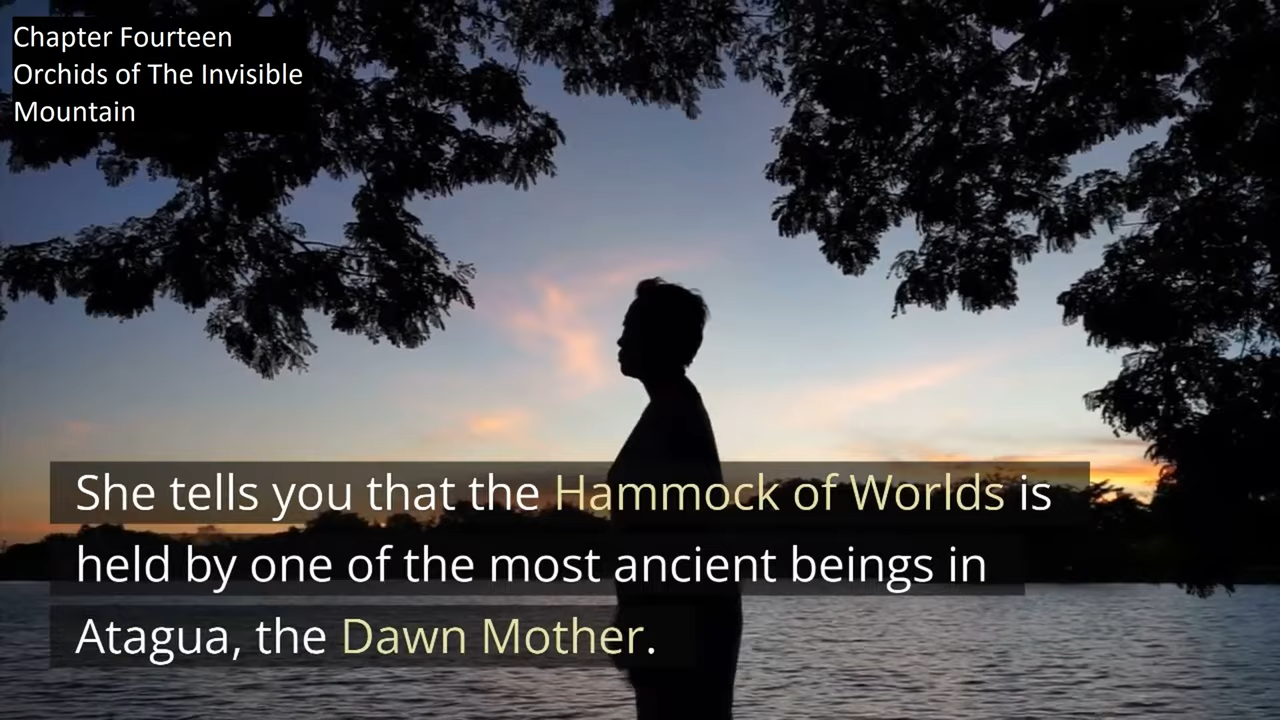 Chapter Fourteen
Orchids of The Invisible
Mountain
She tells you that the Hammock of Worlds is
held by one of the most ancient beings in
Atagua, the Dawn Mother.